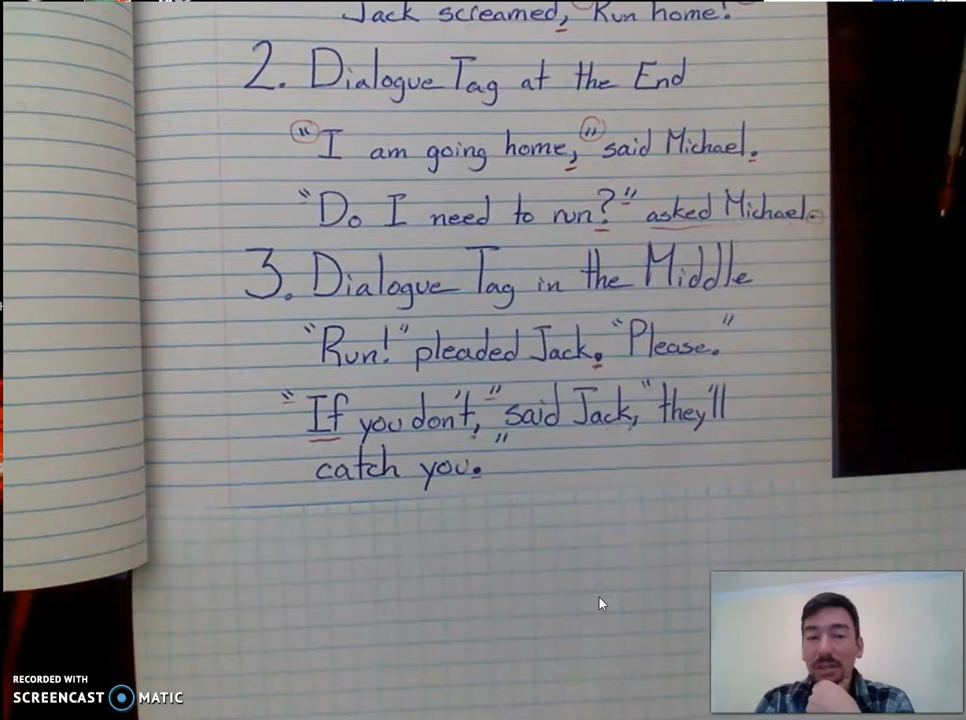 Jack screamed, "Run home!"
2. Dialogue Tag at the End
"I am going home," said Michael.
"Do I need to run?" asked Michael.
3. Dialogue Tag in the Middle
"Run!" pleaded Jack. "Please."
"If you don't," said Jack, "they'll
catch you."
RECORDED WITH
SCREENCAST MATIC